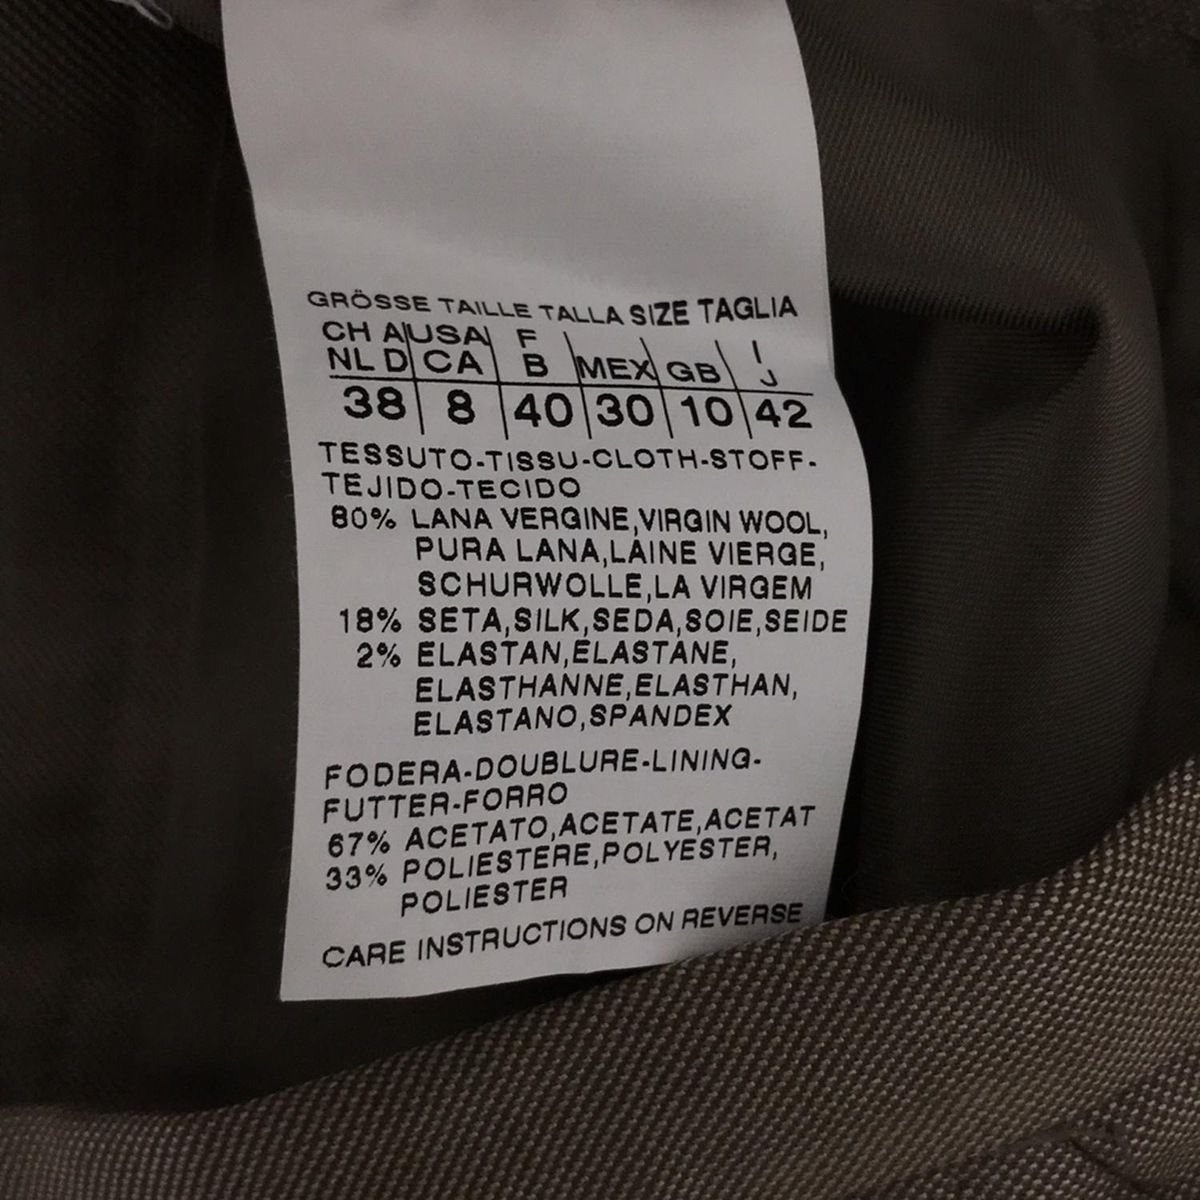 GRÖSSE TAILLE TALLA SIZE TAGLIA
CH A USA F I
NL D CA B MEX GB J
38 8 40 30 10 42
TESSUTO-TISSU-CLOTH-STOFF-
TEJIDO-TECIDO
80% LANA VERGINE,VIRGIN WOOL,
PURA LANA,LAINE VIERGE,
SCHURWOLLE,LA VIRGEM
18% SETA,SILK,SEDA,SOIE,SEIDE
2% ELASTAN,ELASTANE,
ELASTHANNE,ELASTHAN,
ELASTANO,SPANDEX
FODERA-DOUBLURE-LINING-
FUTTER-FORRO
67% ACETATO,ACETATE,ACETAT
33% POLIESTERE,POLYESTER,
POLIESTER
CARE INSTRUCTIONS ON REVERSE